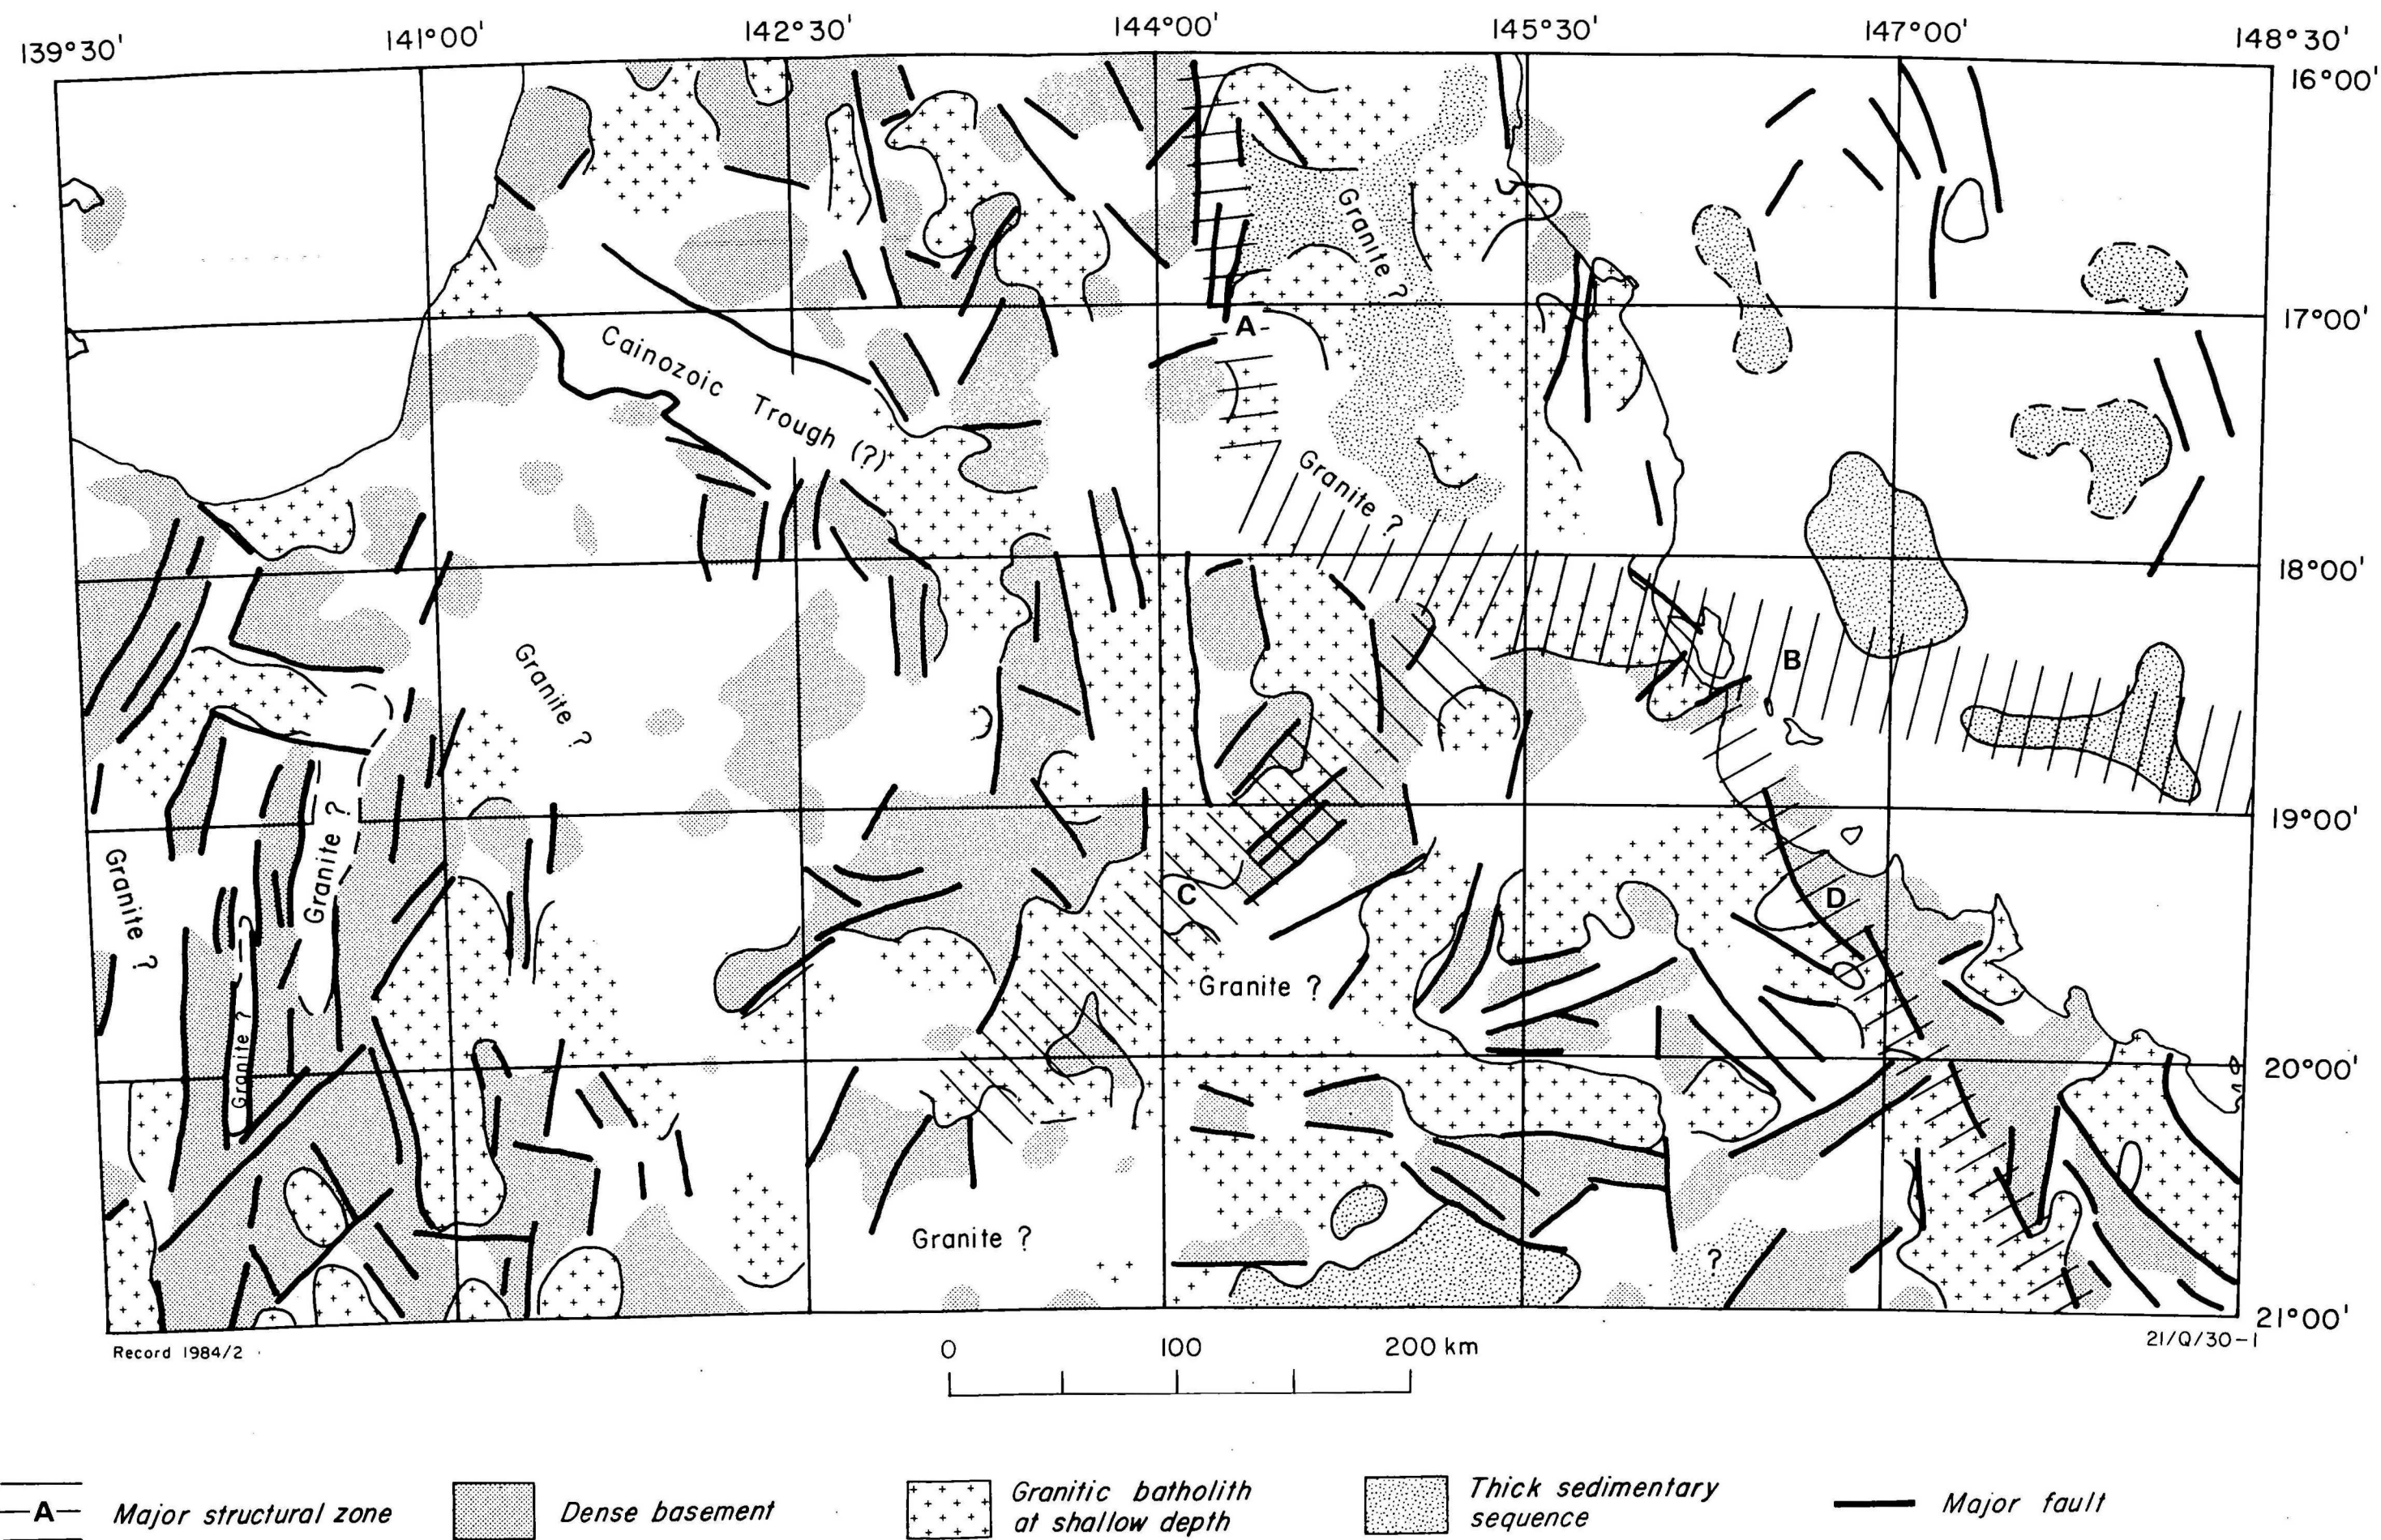 139°30'
141°00'
142°30'
144°00'
145°30'
147°00'
148°30'
16°00'
Granite ?
17°00'
A
Cainozoic Trough (?)
Granite ?
18°00'
Granite ?
B
19°00'
Granite ?
Granite ?
C
D
Granite ?
Granite ?
20°00'
Granite ?
?
21°00'
Record 1984/2
21/Q/30-1
0 100 200 km
A Major structural zone
Dense basement
Granitic batholith
at shallow depth
Thick sedimentary
sequence
Major fault